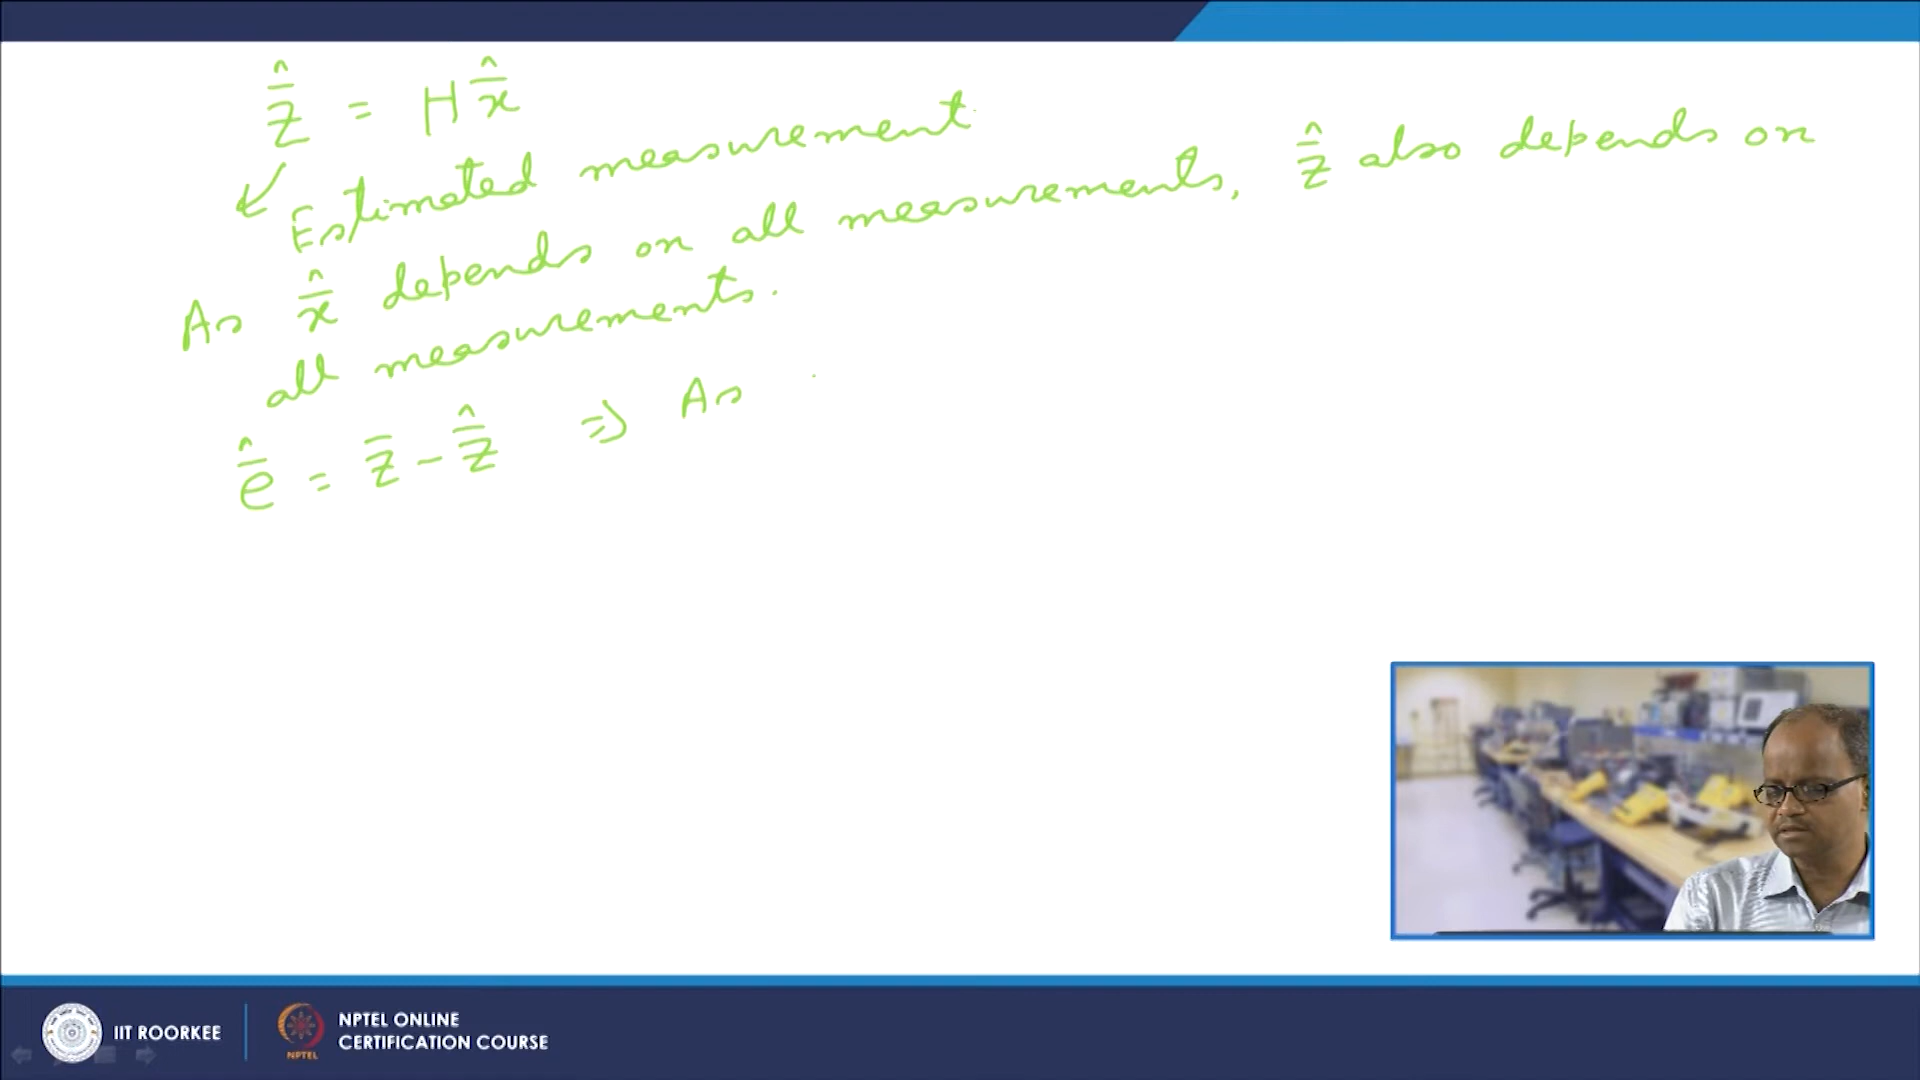 ẑ̄ = H x̂̄
Estimated measurement
As x̂̄ depends on all measurements, ẑ̄ also depends on
all measurements.
ê̄ = z̄ - ẑ̄ ⇒ As
IIT ROORKEE
NPTEL
NPTEL ONLINE
CERTIFICATION COURSE